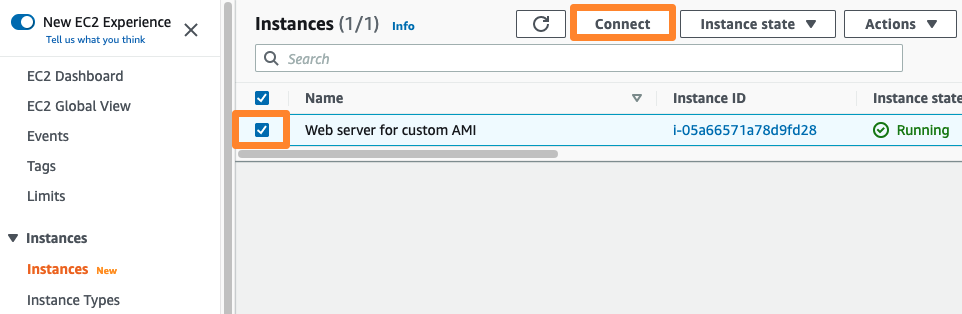 New EC2 Experience
Tell us what you think
EC2 Dashboard
EC2 Global View
Events
Tags
Limits
Instances
Instances New
Instance Types
Instances (1/1) Info
Connect
Instance state
Actions
Search
Name Instance ID Instance state
Web server for custom AMI i-05a66571a78d9fd28 Running